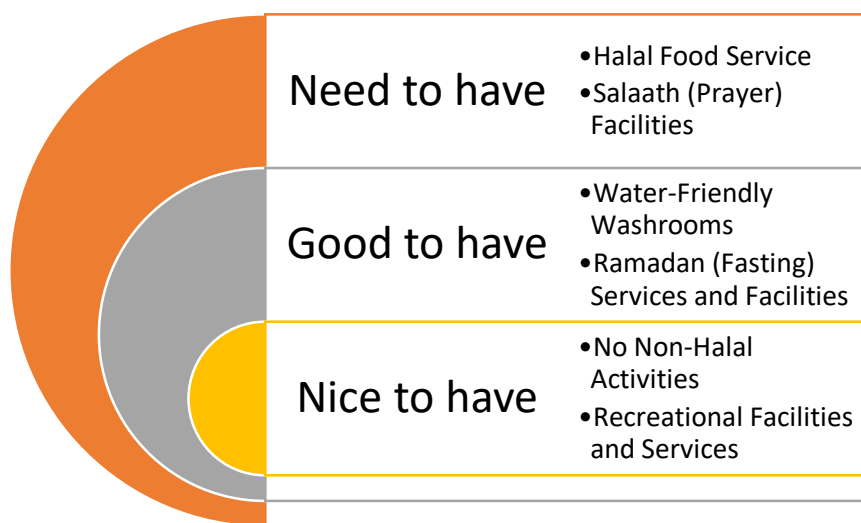 Need to have
•Halal Food Service
•Salaath (Prayer)
Facilities
Good to have
•Water-Friendly
Washrooms
•Ramadan (Fasting)
Services and Facilities
Nice to have
•No Non-Halal
Activities
•Recreational Facilities
and Services